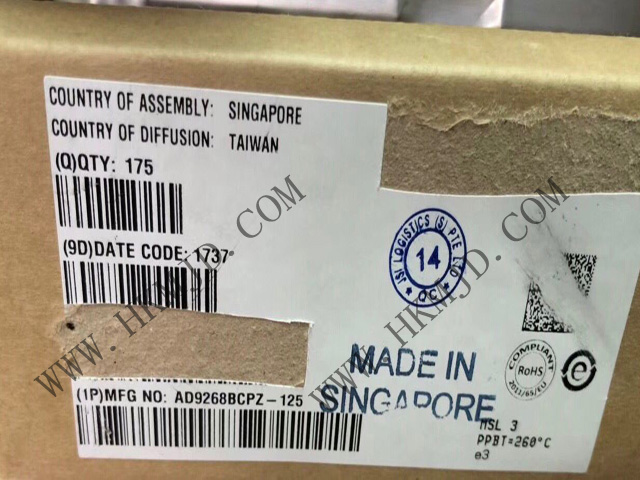 COUNTRY OF ASSEMBLY: SINGAPORE
COUNTRY OF DIFFUSION: TAIWAN
(Q)QTY: 175
(9D)DATE CODE: 1737
JSI LOGISTICS (S) PTE LTD
14
* QC *
WWW.HKMJD.COM
WWW.HKMJD.COM
(1P)MFG NO: AD9268BCPZ-125
MADE IN
SINGAPORE
COMPLIANT
RoHS
2011/65/EU
e
MSL 3
PPBT=260°C
e3